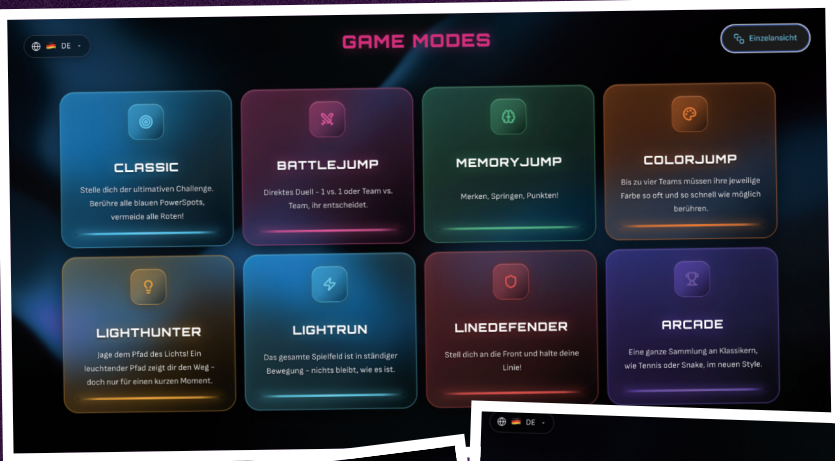 DE
GAME MODES
Einzelansicht
CLASSIC
Stelle dich der ultimativen Challenge.
Berühre alle blauen PowerSpots,
vermeide alle Roten!
BATTLEJUMP
Direktes Duell – 1 vs. 1 oder Team vs.
Team, ihr entscheidet.
MEMORYJUMP
Merken, Springen, Punkten!
COLORJUMP
Bis zu vier Teams müssen ihre jeweilige
Farbe so oft und so schnell wie möglich
berühren.
LIGHTHUNTER
Jage dem Pfad des Lichts! Ein
leuchtender Pfad zeigt dir den Weg –
doch nur für einen kurzen Moment.
LIGHTRUN
Das gesamte Spielfeld ist in ständiger
Bewegung – nichts bleibt, wie es ist.
LINEDEFENDER
Stell dich an die Front und halte deine
Linie!
ARCADE
Eine ganze Sammlung an Klassikern,
wie Tennis oder Snake, im neuen Style.
DE